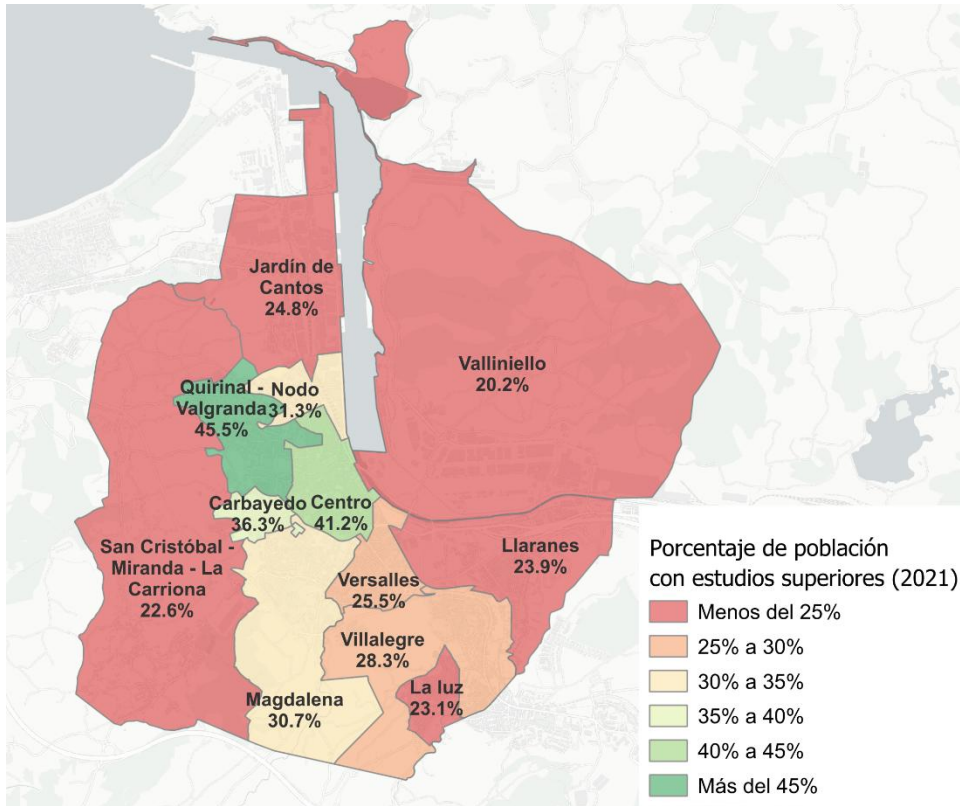 Jardín de
Cantos
24.8%
Valliniello
20.2%
Quirinal -
Valgranda
45.5%
Nodo
31.3%
Carbayedo
36.3%
Centro
41.2%
San Cristóbal -
Miranda - La
Carriona
22.6%
Llaranes
23.9%
Versalles
25.5%
Villalegre
28.3%
La luz
23.1%
Magdalena
30.7%
Porcentaje de población
con estudios superiores (2021)
Menos del 25%
25% a 30%
30% a 35%
35% a 40%
40% a 45%
Más del 45%